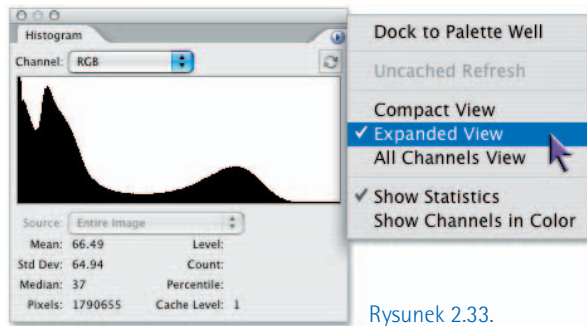 Histogram
Channel: RGB
Source: Entire Image
Mean: 66.49 Level:
Std Dev: 64.94 Count:
Median: 37 Percentile:
Pixels: 1790655 Cache Level: 1
Dock to Palette Well
Uncached Refresh
Compact View
✓ Expanded View
All Channels View
✓ Show Statistics
Show Channels in Color
Rysunek 2.33.